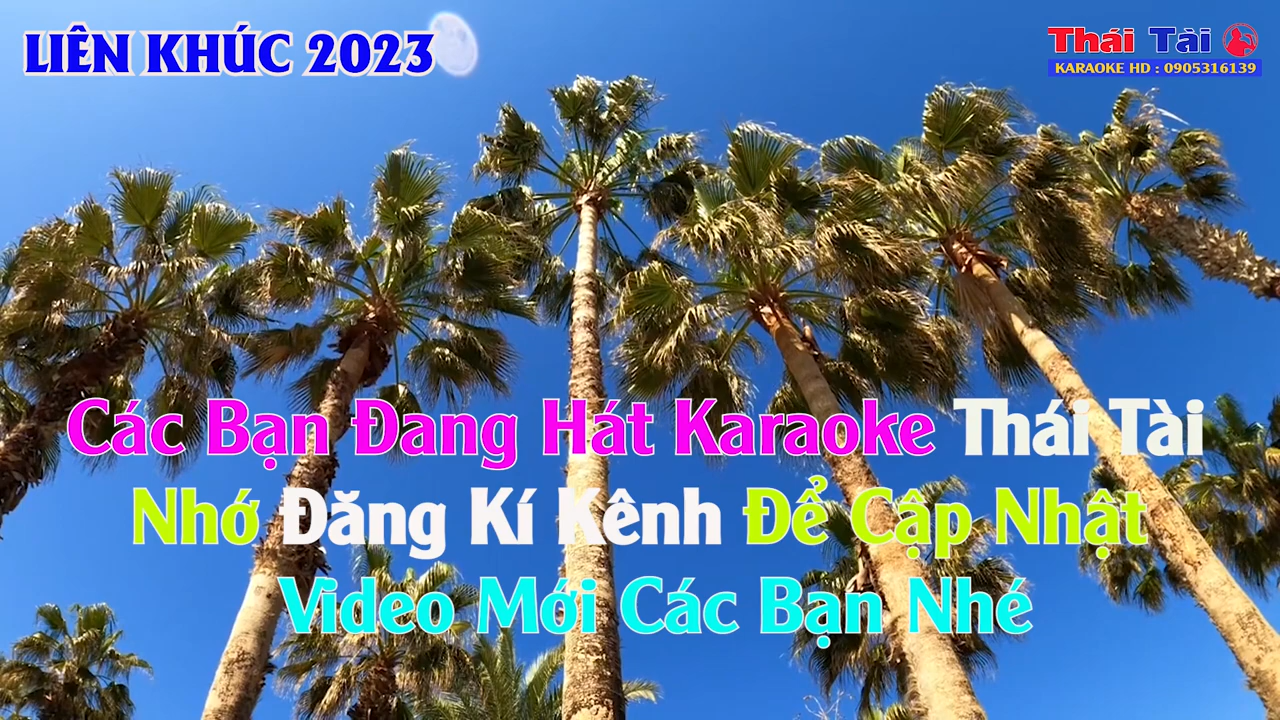 LIÊN KHÚC 2023
Thái Tài
KARAOKE HD : 0905316139
Các Bạn Đang Hát Karaoke Thái Tài
Nhớ Đăng Kí Kênh Để Cập Nhật
Video Mới Các Bạn Nhé